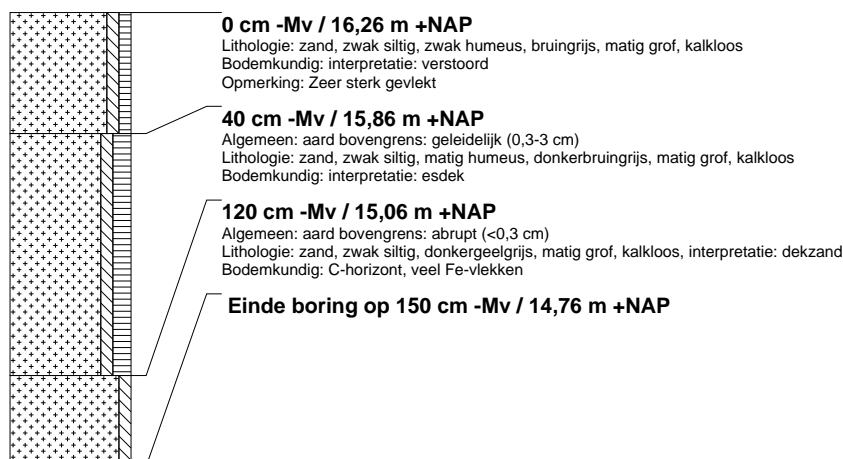 0 cm -Mv / 16,26 m +NAP
Lithologie: zand, zwak siltig, zwak humeus, bruingrijs, matig grof, kalkloos
Bodemkundig: interpretatie: verstoord
Opmerking: Zeer sterk gevlekt
40 cm -Mv / 15,86 m +NAP
Algemeen: aard bovengrens: geleidelijk (0,3-3 cm)
Lithologie: zand, zwak siltig, matig humeus, donkerbruingrijs, matig grof, kalkloos
Bodemkundig: interpretatie: esdek
120 cm -Mv / 15,06 m +NAP
Algemeen: aard bovengrens: abrupt (<0,3 cm)
Lithologie: zand, zwak siltig, donkergeelgrijs, matig grof, kalkloos, interpretatie: dekzand
Bodemkundig: C-horizont, veel Fe-vlekken
Einde boring op 150 cm -Mv / 14,76 m +NAP